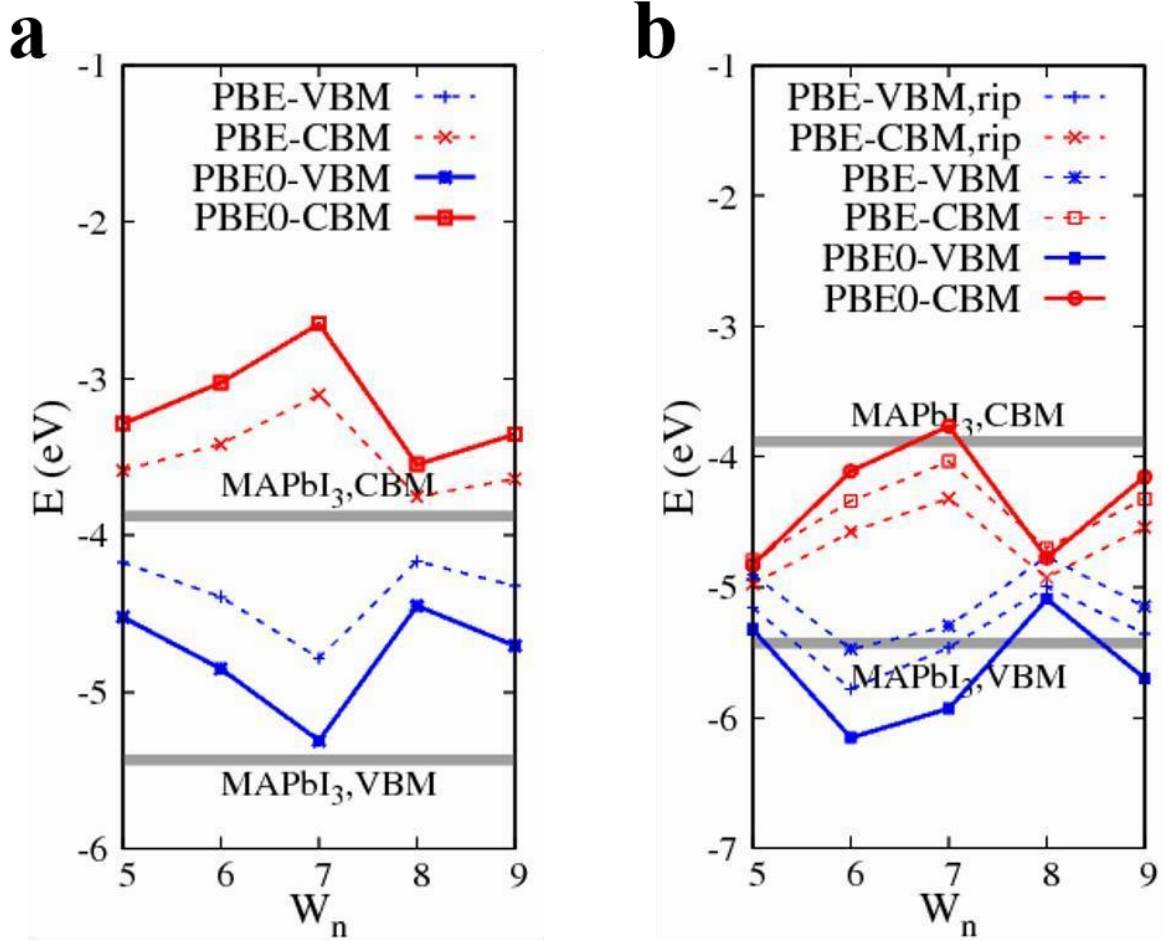 a
-1
PBE-VBM
PBE-CBM
PBE0-VBM
-2
PBE0-CBM
-3
E (eV)
MAPbI3,CBM
-4
-5
MAPbI3,VBM
-6
5 6 7 8 9
Wn
b
-1
PBE-VBM,rip
PBE-CBM,rip
PBE-VBM
-2
PBE-CBM
PBE0-VBM
PBE0-CBM
-3
MAPbI3,CBM
-4
E (eV)
-5
MAPbI3,VBM
-6
-7
5 6 7 8 9
Wn